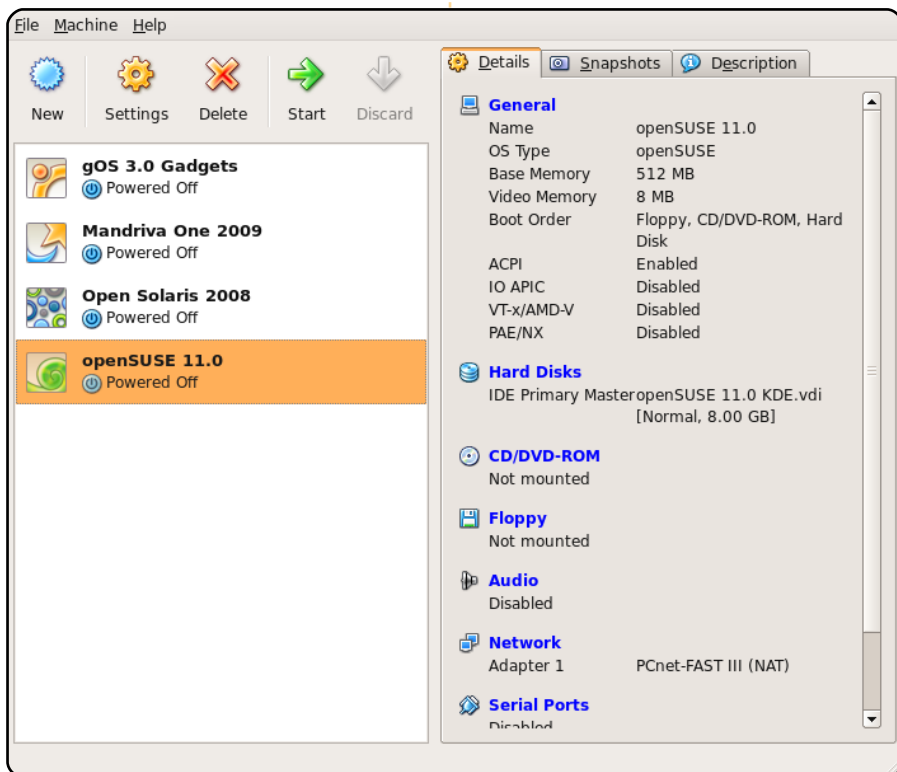 File Machine Help
New Settings Delete Start Discard
gOS 3.0 Gadgets
Powered Off
Mandriva One 2009
Powered Off
Open Solaris 2008
Powered Off
openSUSE 11.0
Powered Off
Details Snapshots Description
General
Name openSUSE 11.0
OS Type openSUSE
Base Memory 512 MB
Video Memory 8 MB
Boot Order Floppy, CD/DVD-ROM, Hard
Disk
ACPI Enabled
IO APIC Disabled
VT-x/AMD-V Disabled
PAE/NX Disabled
Hard Disks
IDE Primary Master openSUSE 11.0 KDE.vdi
[Normal, 8.00 GB]
CD/DVD-ROM
Not mounted
Floppy
Not mounted
Audio
Disabled
Network
Adapter 1 PCnet-FAST III (NAT)
Serial Ports
Disabled